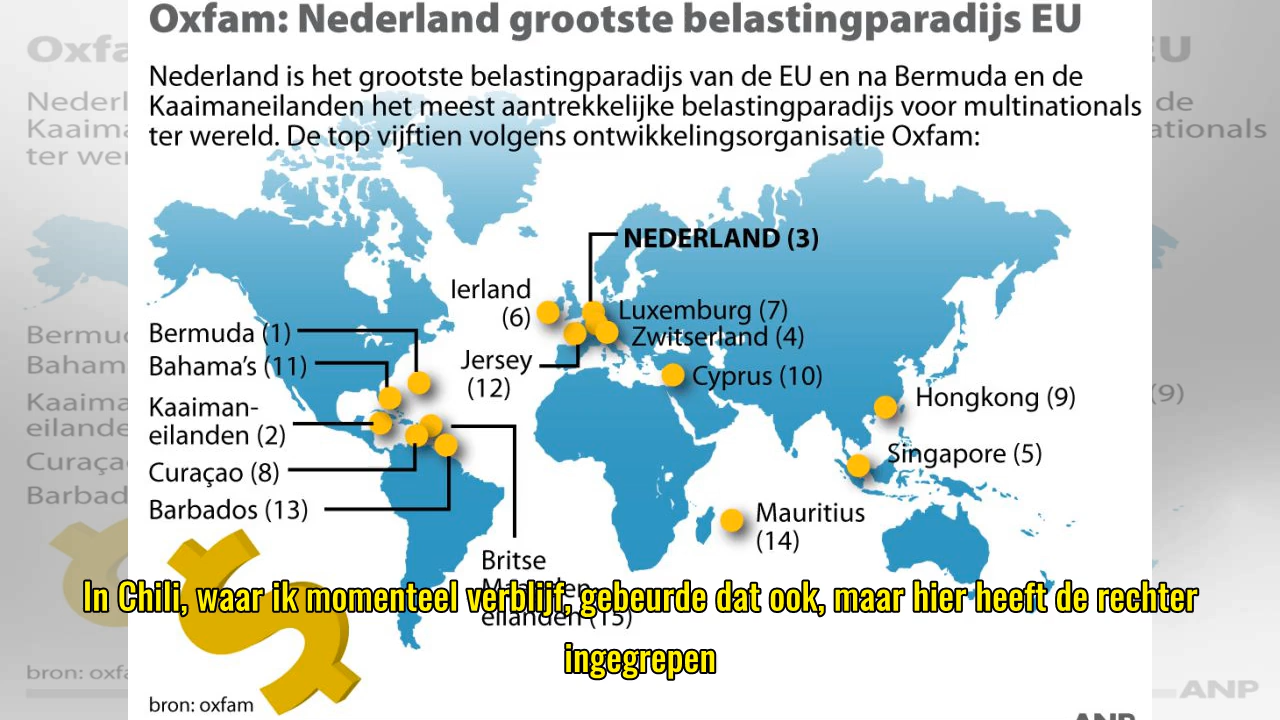 Oxfam: Nederland grootste belastingparadijs EU
Nederland is het grootste belastingparadijs van de EU en na Bermuda en de
Kaaimaneilanden het meest aantrekkelijke belastingparadijs voor multinationals
ter wereld. De top vijftien volgens ontwikkelingsorganisatie Oxfam:
NEDERLAND (3)
Ierland
(6)
Luxemburg (7)
Zwitserland (4)
Bermuda (1)
Bahama's (11)
Jersey
(12)
Cyprus (10)
Kaaiman-
eilanden (2)
Hongkong (9)
Curaçao (8)
Singapore (5)
Barbados (13)
Mauritius
(14)
Britse
eilanden (15)
In Chili, waar ik momenteel verblijf, gebeurde dat ook, maar hier heeft de rechter
ingegrepen
bron: oxfam
ANP